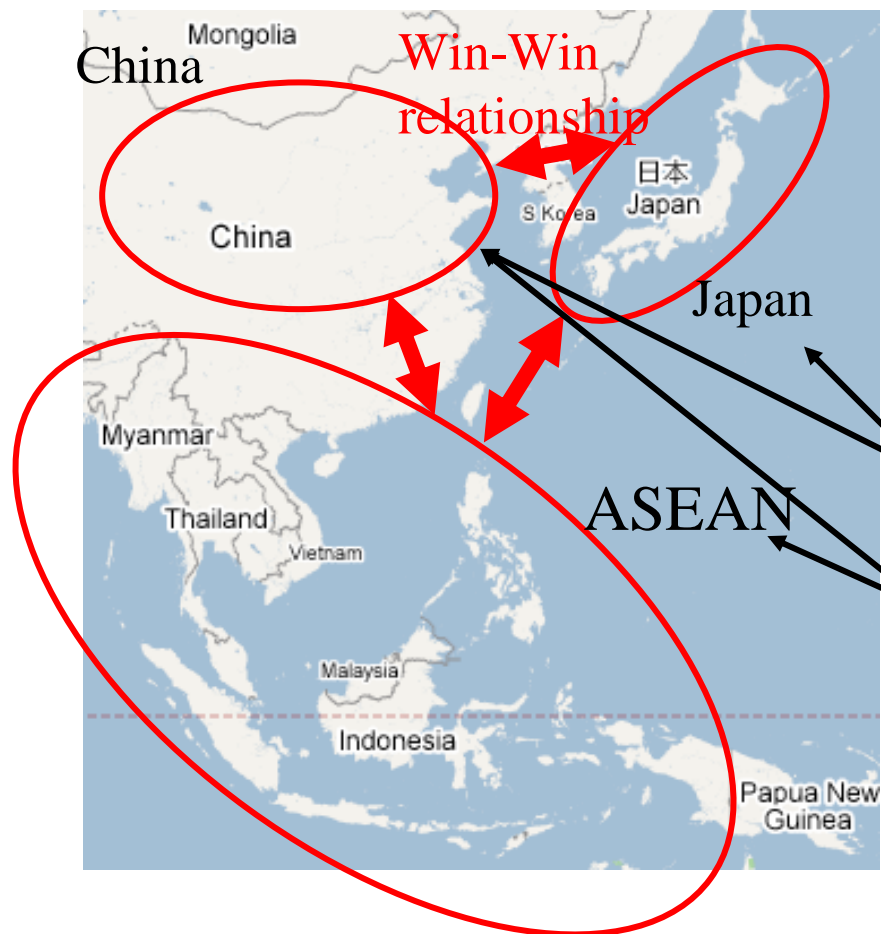 Mongolia
China
Win-Win
relationship
日本
Japan
S Korea
China
Japan
Myanmar
Thailand
ASEAN
Vietnam
Malaysia
Indonesia
Papua New
Guinea